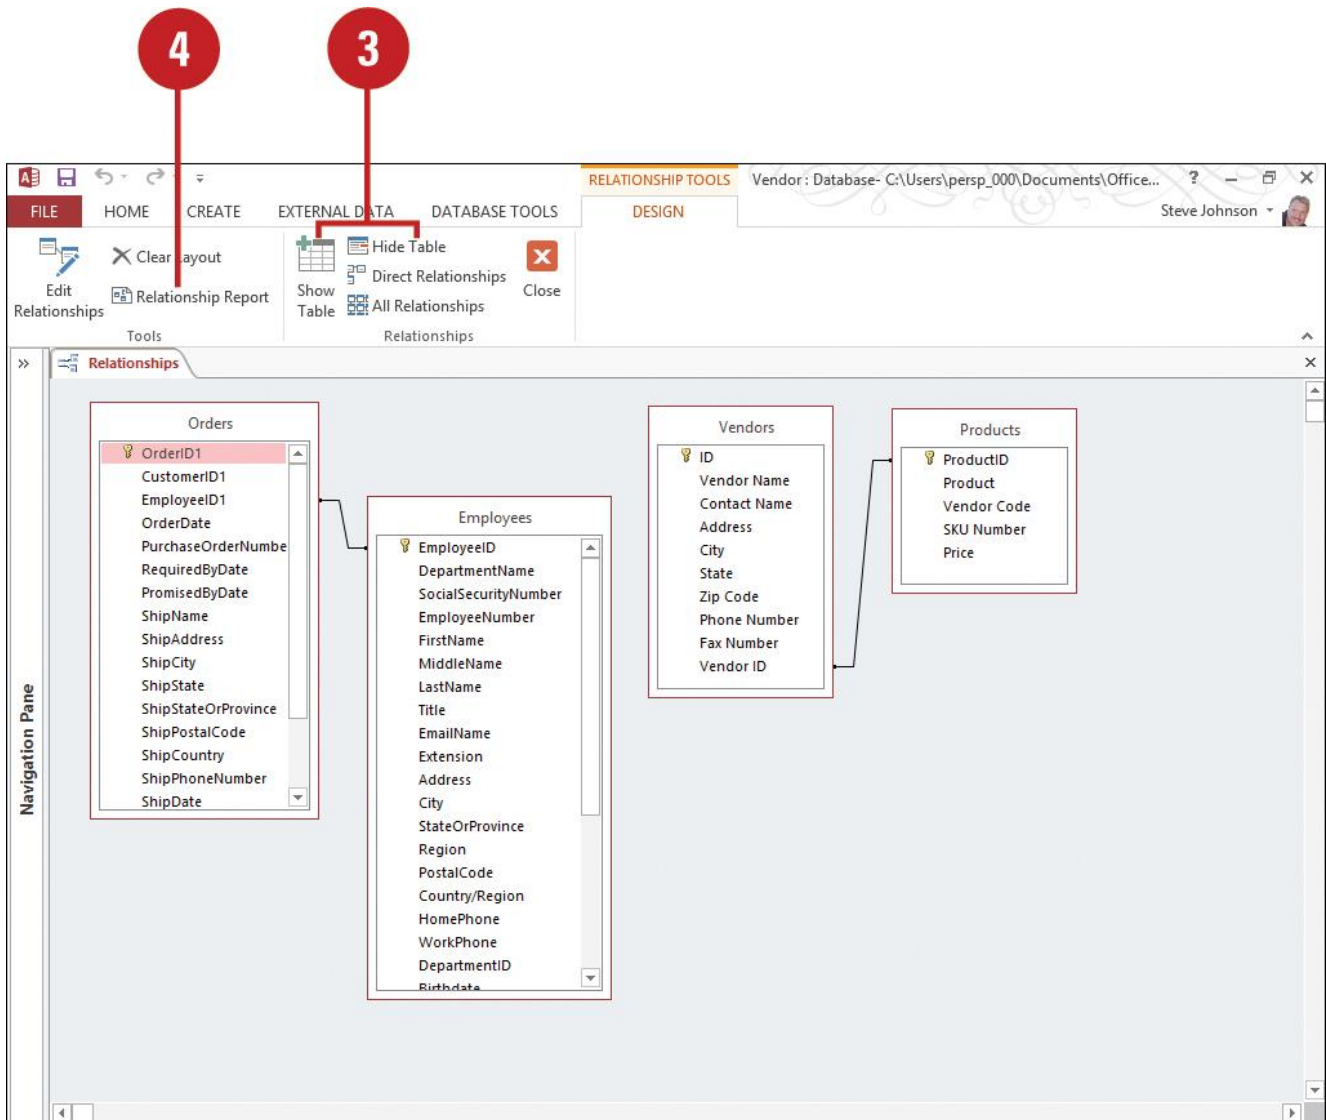 4
3
RELATIONSHIP TOOLS
Vendor : Database- C:\Users\persp_000\Documents\Office...
?
FILE
HOME
CREATE
EXTERNAL DATA
DATABASE TOOLS
DESIGN
Steve Johnson
Edit
Relationships
Clear Layout
Relationship Report
Tools
Show
Table
Hide Table
Direct Relationships
All Relationships
Close
Relationships
Relationships
Navigation Pane
Orders
OrderID1
CustomerID1
EmployeeID1
OrderDate
PurchaseOrderNumbe
RequiredByDate
PromisedByDate
ShipName
ShipAddress
ShipCity
ShipState
ShipStateOrProvince
ShipPostalCode
ShipCountry
ShipPhoneNumber
ShipDate
Employees
EmployeeID
DepartmentName
SocialSecurityNumber
EmployeeNumber
FirstName
MiddleName
LastName
Title
EmailName
Extension
Address
City
StateOrProvince
Region
PostalCode
Country/Region
HomePhone
WorkPhone
DepartmentID
Birthdate
Vendors
ID
Vendor Name
Contact Name
Address
City
State
Zip Code
Phone Number
Fax Number
Vendor ID
Products
ProductID
Product
Vendor Code
SKU Number
Price